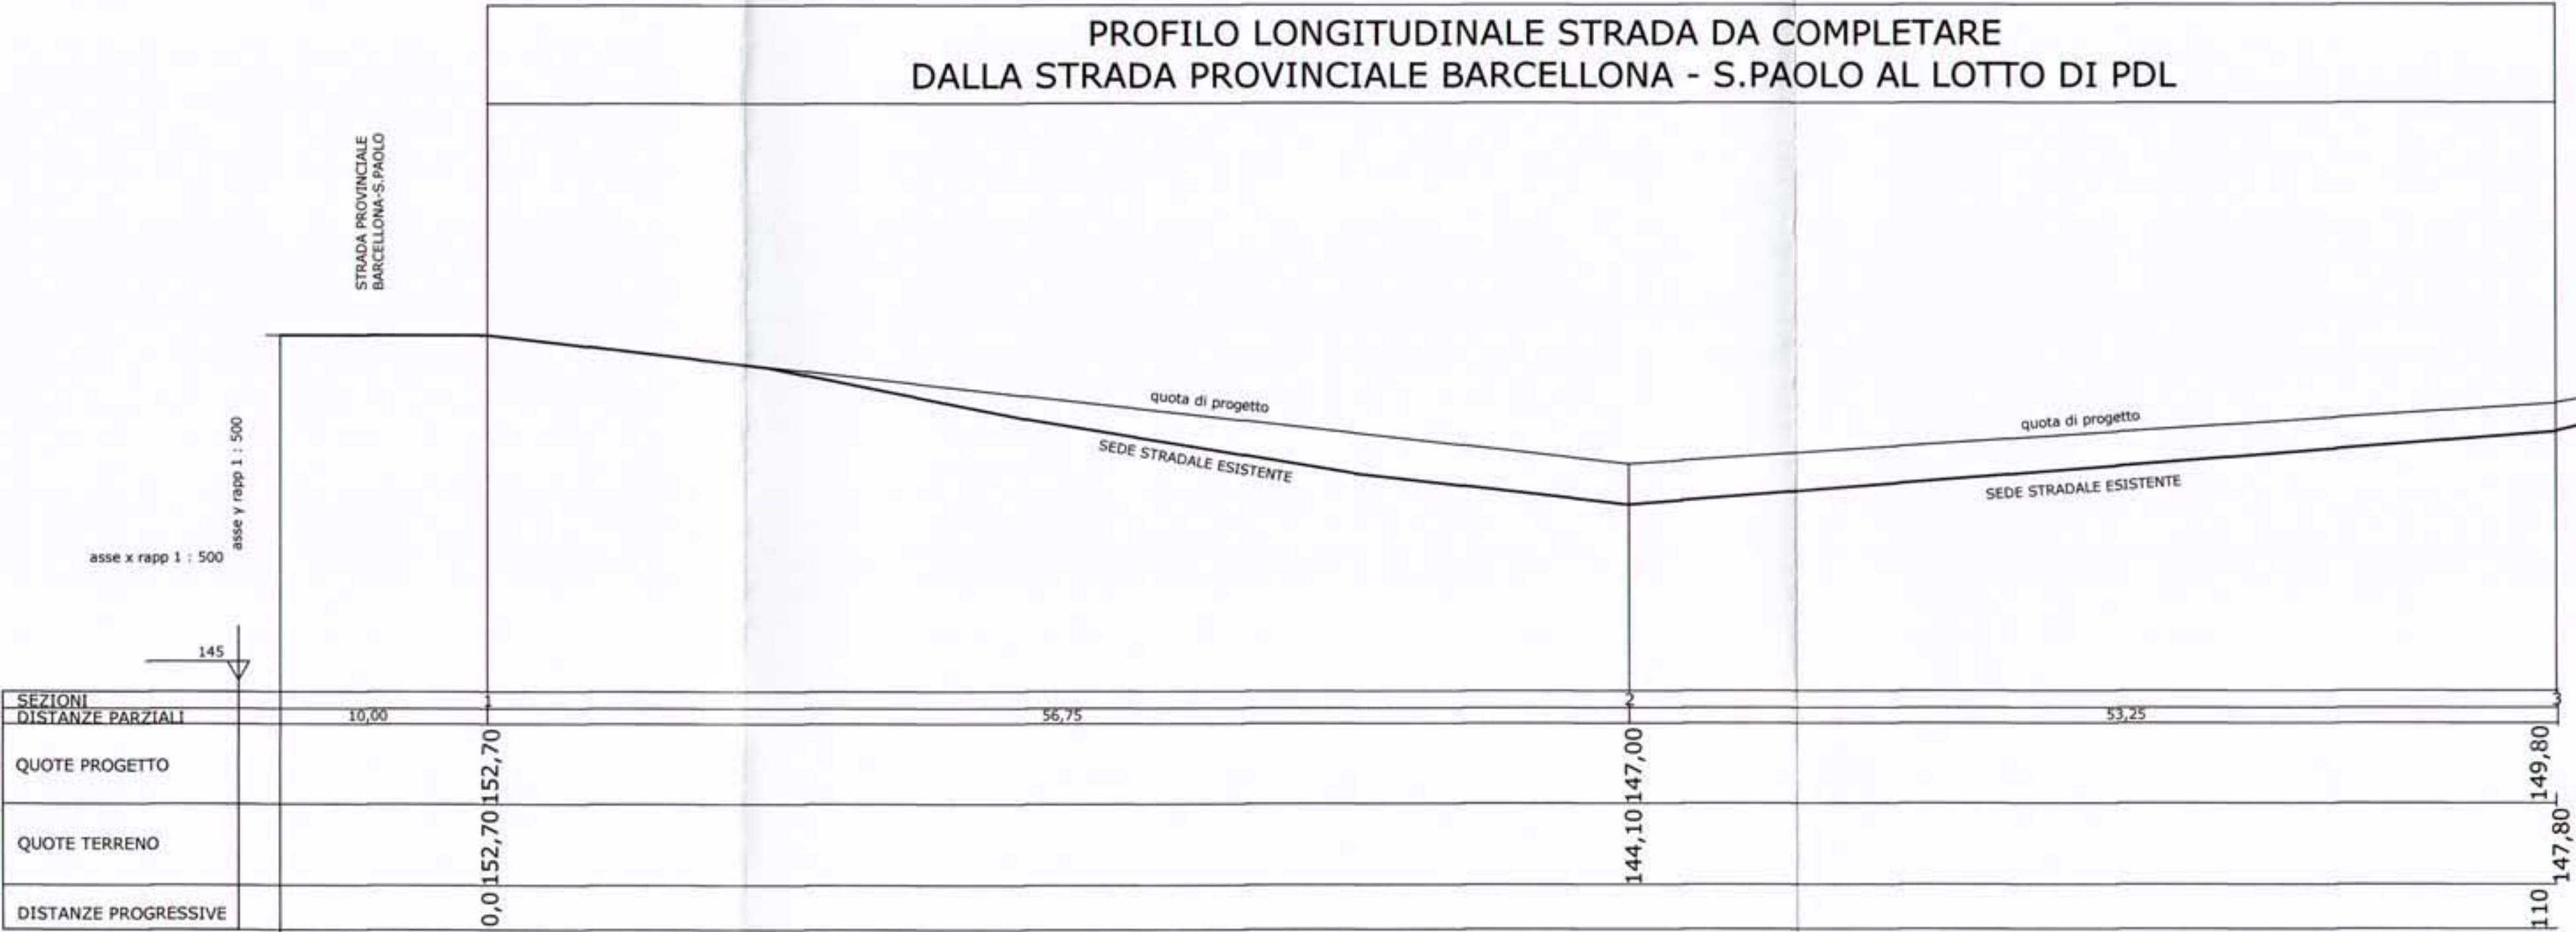 PROFILO LONGITUDINALE STRADA DA COMPLETARE
DALLA STRADA PROVINCIALE BARCELLONA - S.PAOLO AL LOTTO DI PDL
STRADA PROVINCIALE
BARCELLONA-S.PAOLO
quota di progetto
SEDE STRADALE ESISTENTE
quota di progetto
SEDE STRADALE ESISTENTE
asse y rapp 1 : 500
asse x rapp 1 : 500
145
SEZIONI 1 2 3
DISTANZE PARZIALI 10,00 56,75 53,25
QUOTE PROGETTO 152,70 147,00 149,80
QUOTE TERRENO 152,70 144,10 147,80
DISTANZE PROGRESSIVE 0,0 110